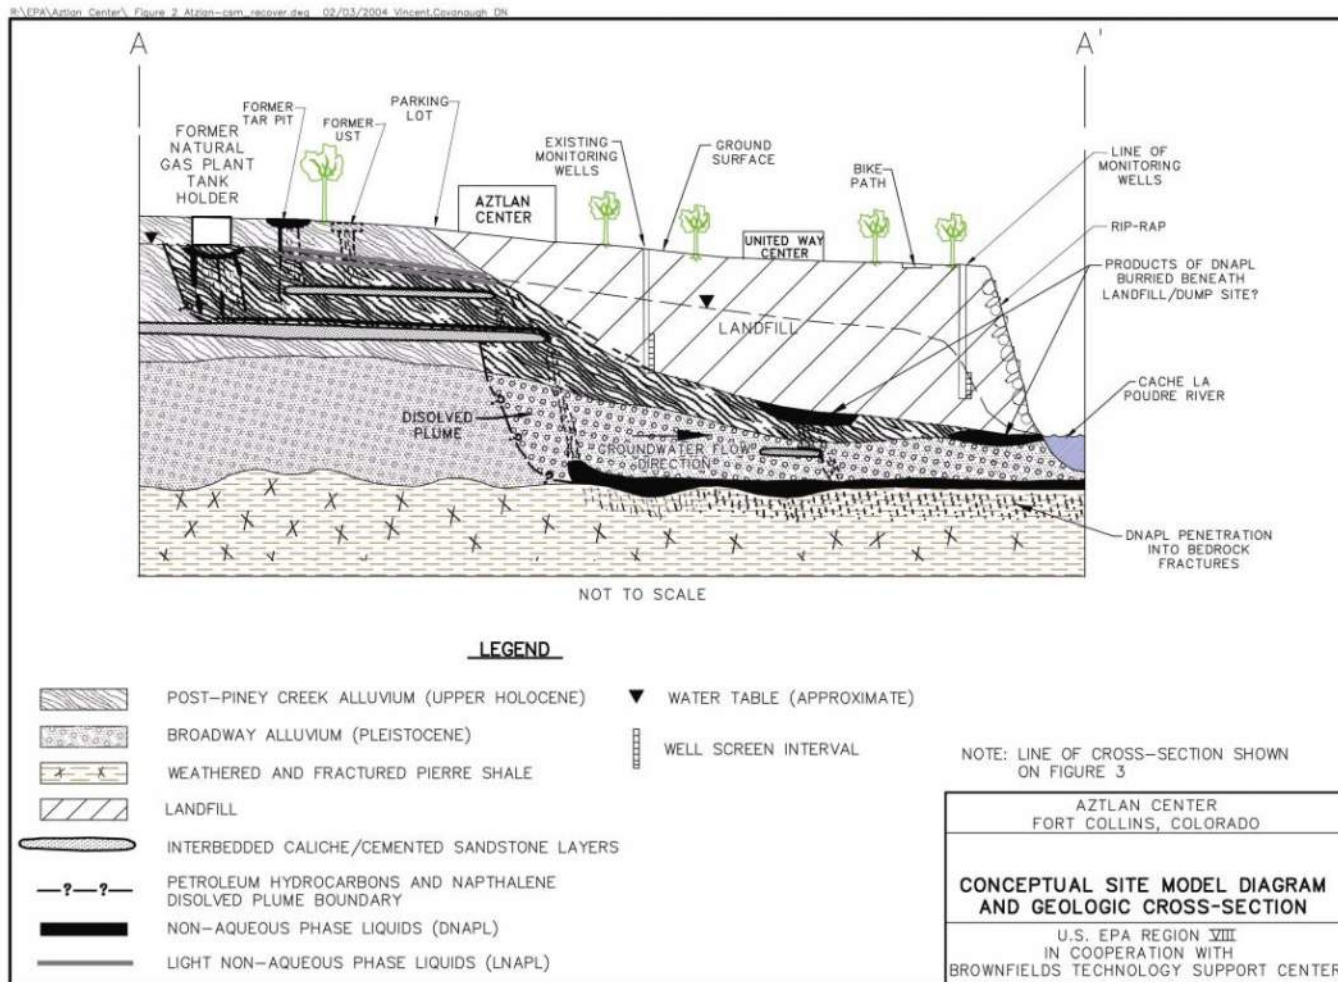 R:\EPA\Aztlan Center\ Figure 2 Atzlan-csm_recover.dwg 02/03/2004 Vincent.Cavanaugh DN
A
A'
FORMER
TAR PIT
PARKING
LOT
FORMER
UST
FORMER
NATURAL
GAS PLANT
TANK
HOLDER
EXISTING
MONITORING
WELLS
GROUND
SURFACE
LINE OF
MONITORING
WELLS
BIKE
PATH
AZTLAN
CENTER
UNITED WAY
CENTER
RIP-RAP
PRODUCTS OF DNAPL
BURRIED BENEATH
LANDFILL/DUMP SITE?
LANDFILL
CACHE LA
POUDRE RIVER
DISOLVED
PLUME
GROUNDWATER FLOW
DIRECTION
?
?
DNAPL PENETRATION
INTO BEDROCK
FRACTURES
NOT TO SCALE
LEGEND
POST-PINEY CREEK ALLUVIUM (UPPER HOLOCENE)
BROADWAY ALLUVIUM (PLEISTOCENE)
WEATHERED AND FRACTURED PIERRE SHALE
LANDFILL
INTERBEDDED CALICHE/CEMENTED SANDSTONE LAYERS
—?—?— PETROLEUM HYDROCARBONS AND NAPTHALENE
DISOLVED PLUME BOUNDARY
NON-AQUEOUS PHASE LIQUIDS (DNAPL)
LIGHT NON-AQUEOUS PHASE LIQUIDS (LNAPL)
WATER TABLE (APPROXIMATE)
WELL SCREEN INTERVAL
NOTE: LINE OF CROSS-SECTION SHOWN
ON FIGURE 3
AZTLAN CENTER
FORT COLLINS, COLORADO
CONCEPTUAL SITE MODEL DIAGRAM
AND GEOLOGIC CROSS-SECTION
U.S. EPA REGION VIII
IN COOPERATION WITH
BROWNFIELDS TECHNOLOGY SUPPORT CENTER